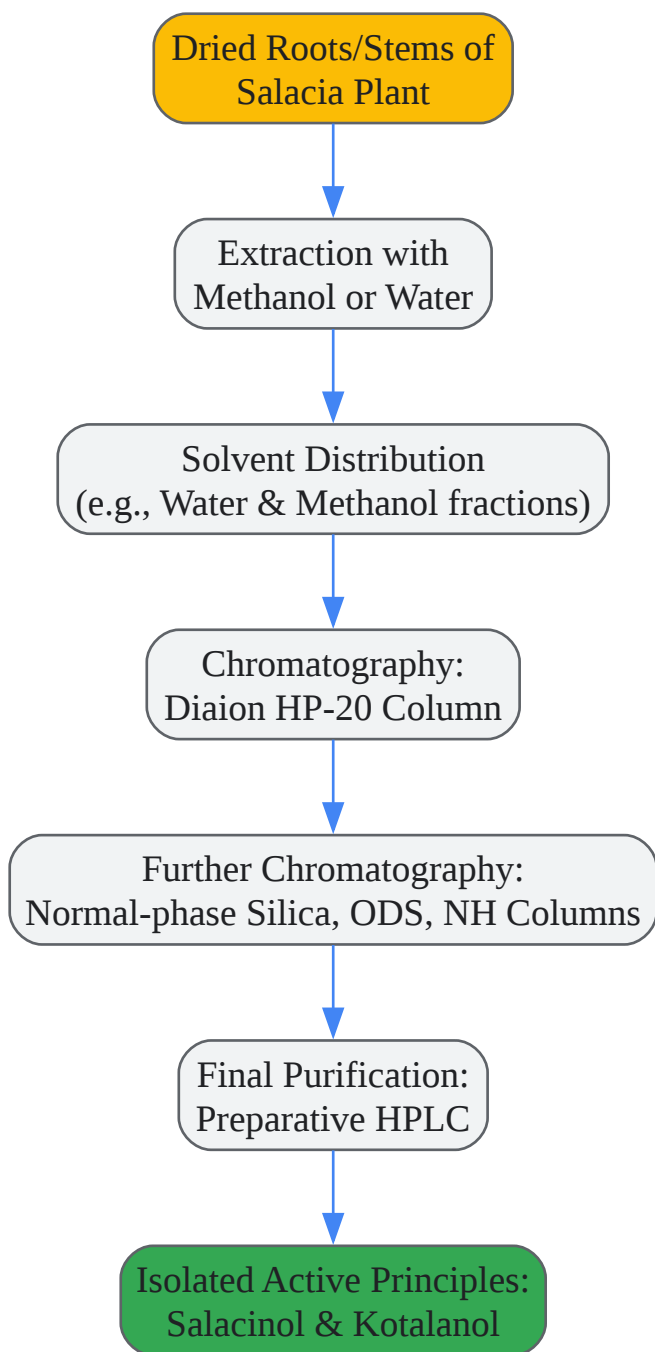 Dried Roots/Stems of
Salacia Plant
Extraction with
Methanol or Water
Solvent Distribution
(e.g., Water & Methanol fractions)
Chromatography:
Diaion HP-20 Column
Further Chromatography:
Normal-phase Silica, ODS, NH Columns
Final Purification:
Preparative HPLC
Isolated Active Principles:
Salacinol & Kotalanol